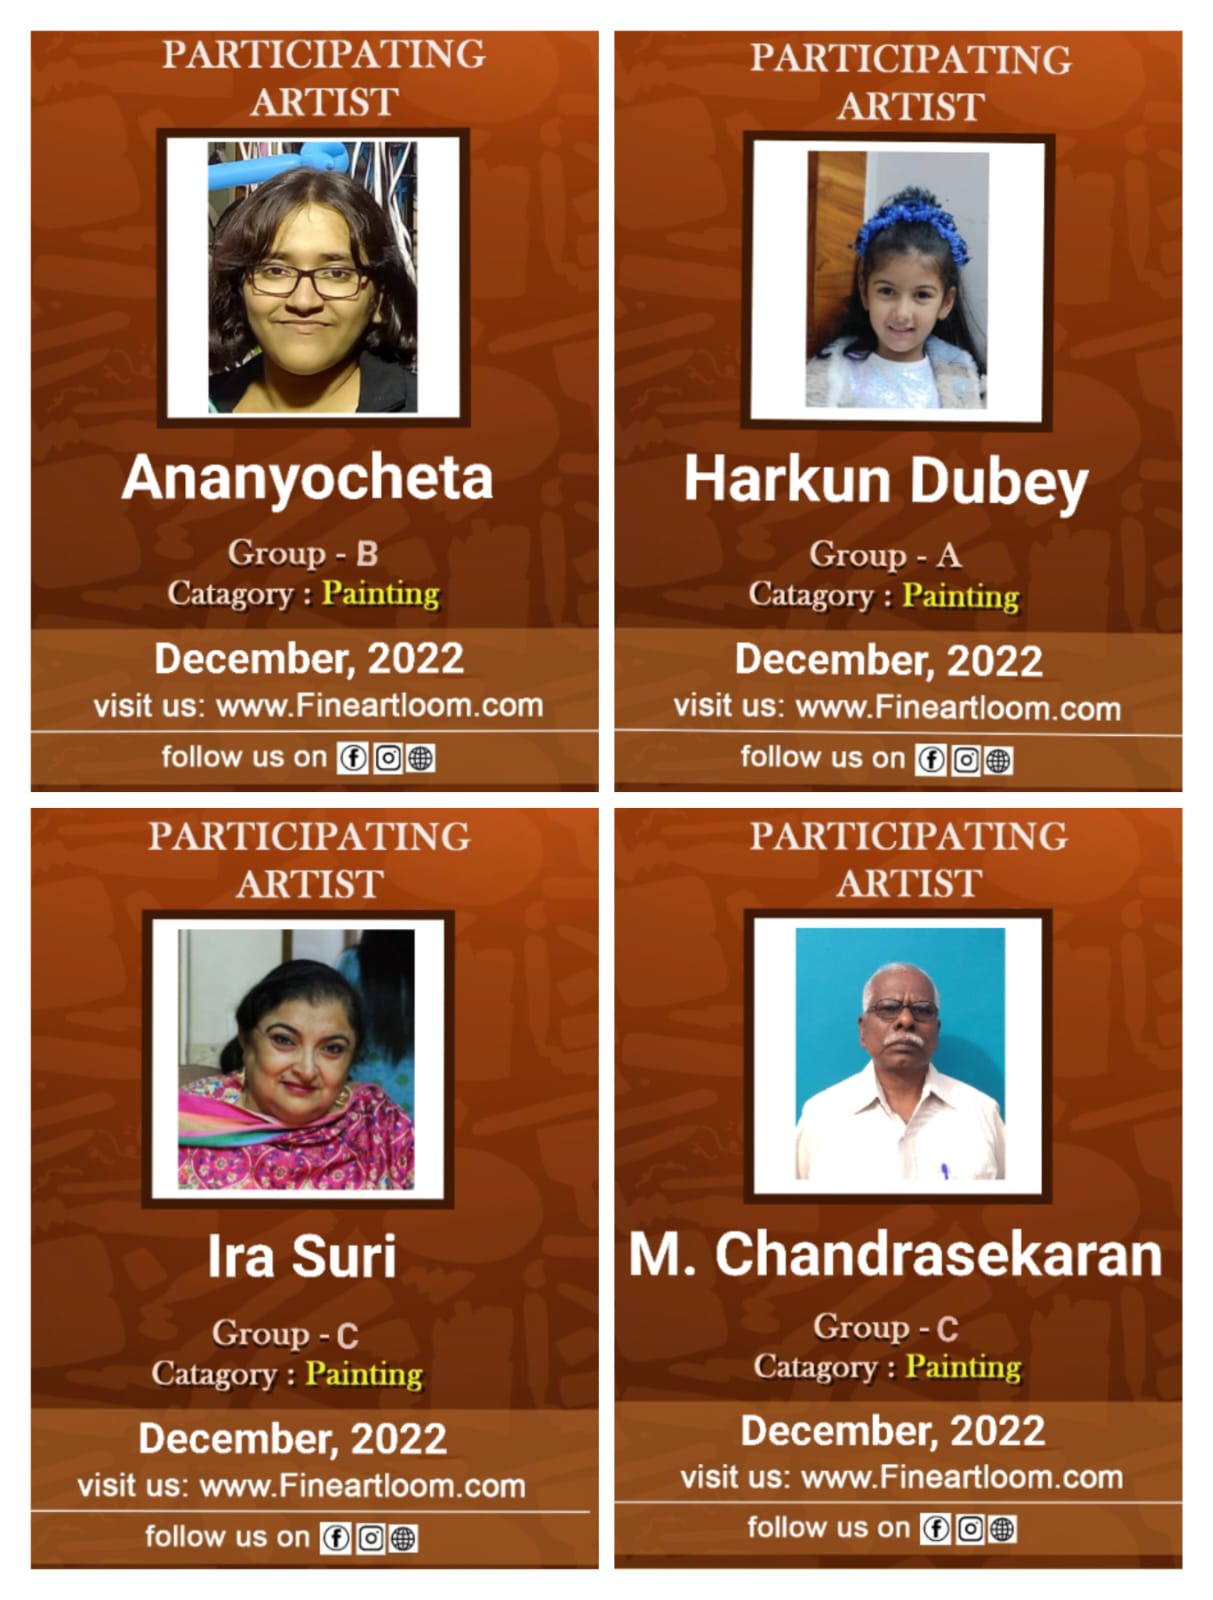 PARTICIPATING
ARTIST
Ananyocheta
Group - B
Catagory : Painting
December, 2022
visit us: www.Fineartloom.com
follow us on
PARTICIPATING
ARTIST
Harkun Dubey
Group - A
Catagory : Painting
December, 2022
visit us: www.Fineartloom.com
follow us on
PARTICIPATING
ARTIST
Ira Suri
Group - C
Catagory : Painting
December, 2022
visit us: www.Fineartloom.com
follow us on
PARTICIPATING
ARTIST
M. Chandrasekaran
Group - C
Catagory : Painting
December, 2022
visit us: www.Fineartloom.com
follow us on